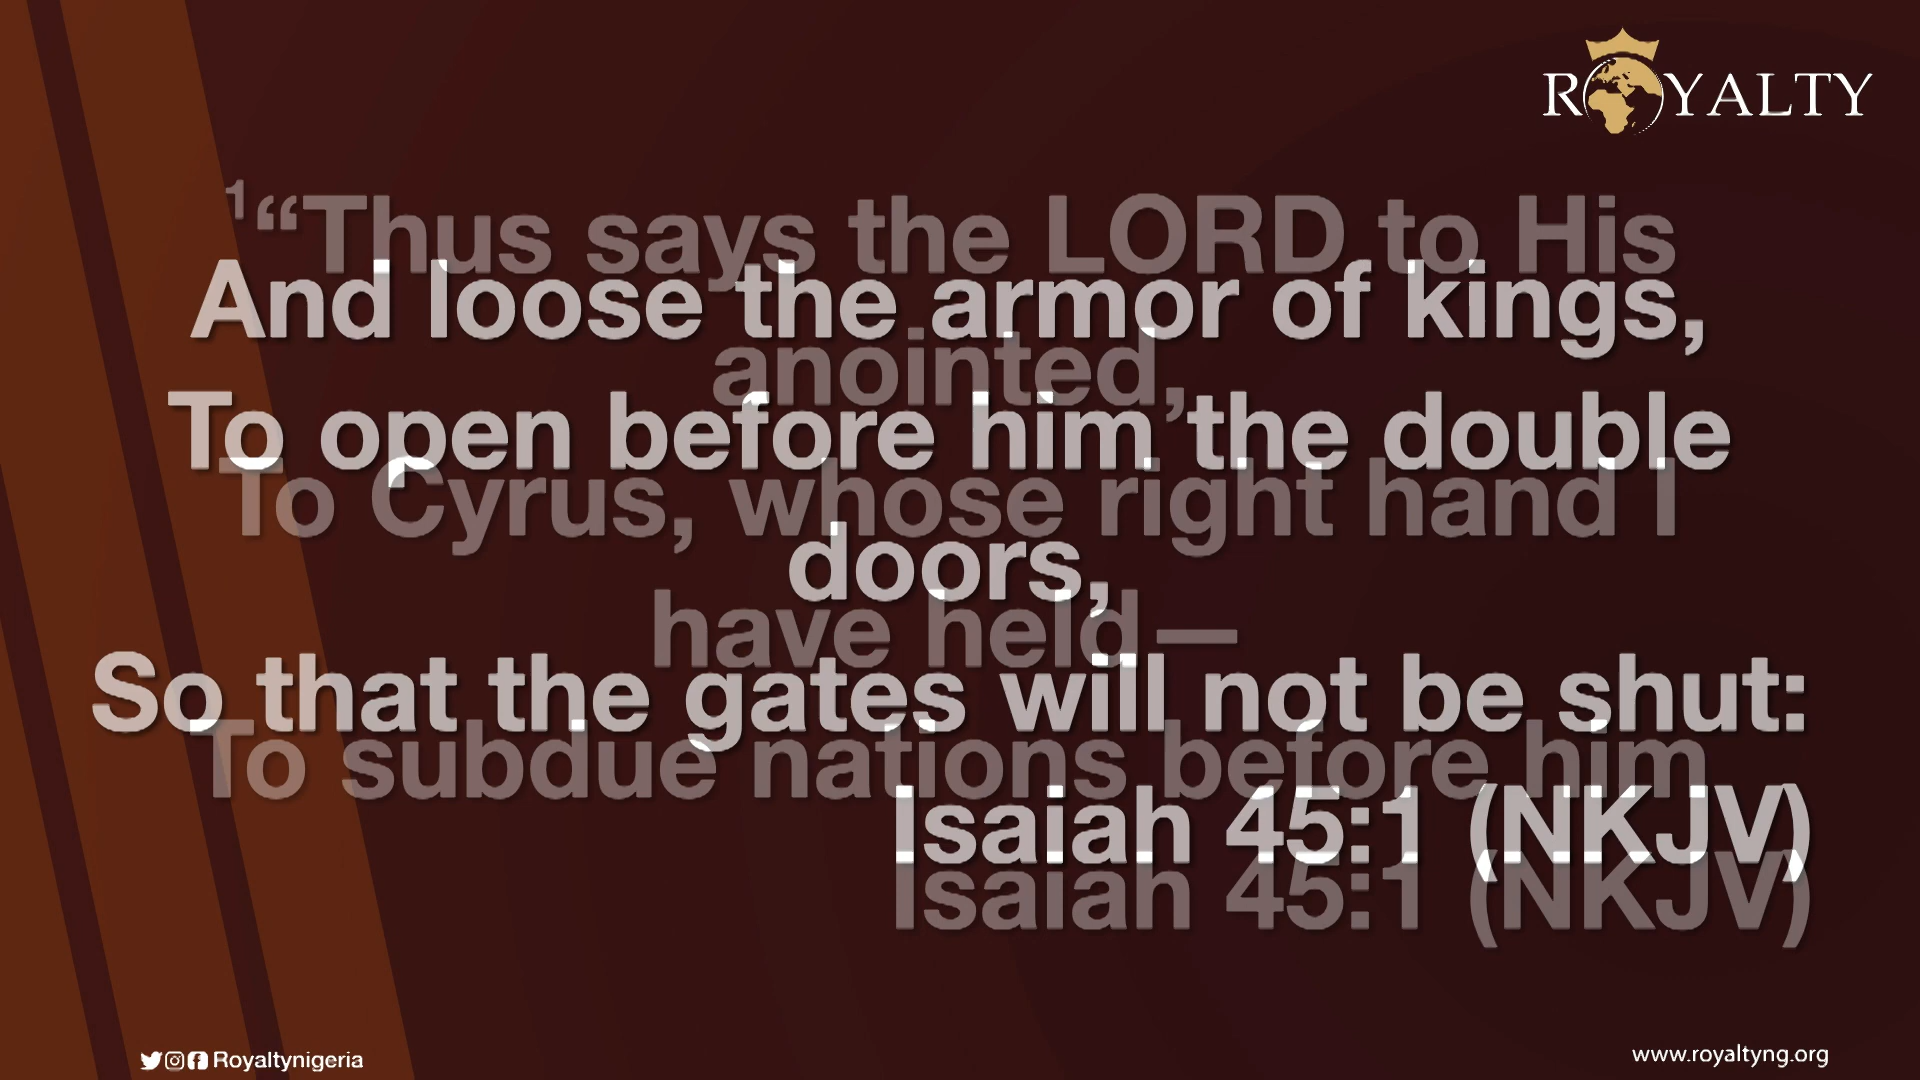 ROYALTY
¹“Thus says the LORD to His
anointed,
To Cyrus, whose right hand I
have held—
To subdue nations before him
Isaiah 45:1 (NKJV)
And loose the armor of kings,
To open before him the double
doors,
So that the gates will not be shut:
Isaiah 45:1 (NKJV)
Royaltynigeria
www.royaltyng.org